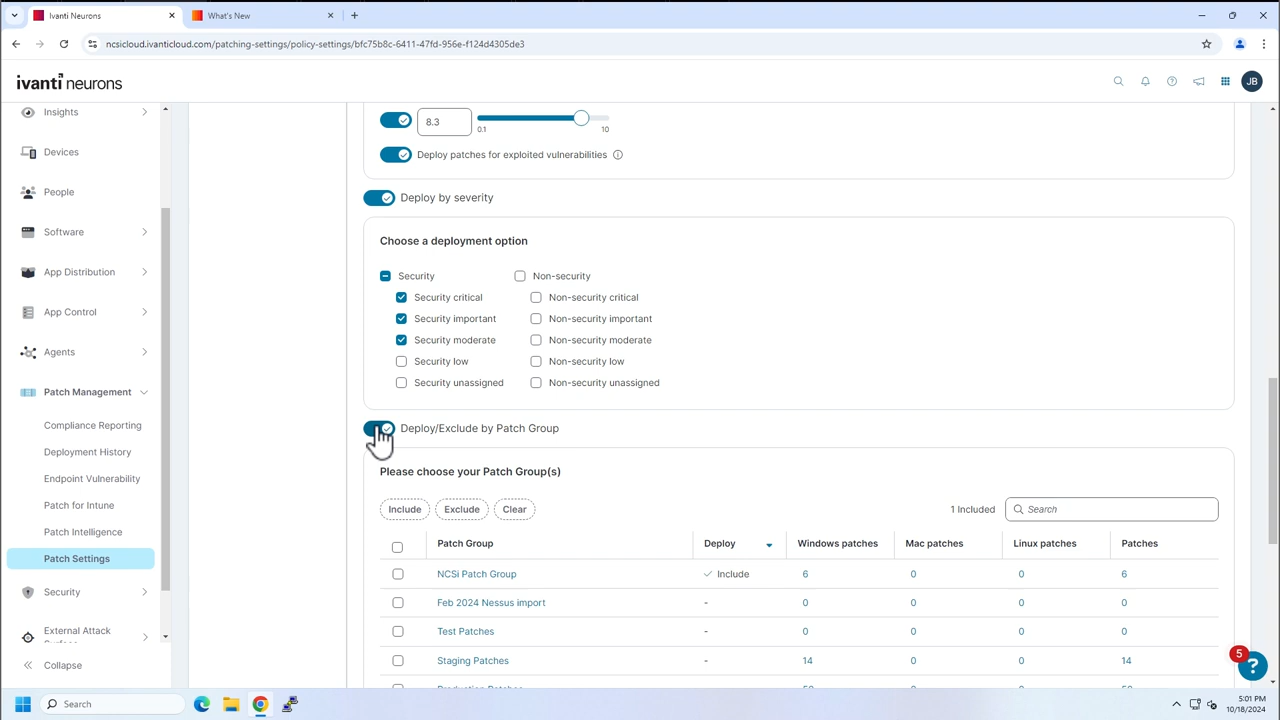 Ivanti Neurons
What's New
ncsicloud.ivanticloud.com/patching-settings/policy-settings/bfc75b8c-6411-47fd-956e-f124d4305de3
ivanti neurons
JB
Insights
Devices
People
Software
App Distribution
App Control
Agents
Patch Management
Compliance Reporting
Deployment History
Endpoint Vulnerability
Patch for Intune
Patch Intelligence
Patch Settings
Security
External Attack
Surface
Collapse
8.3
0.1 10
Deploy patches for exploited vulnerabilities
Deploy by severity
Choose a deployment option
Security Non-security
Security critical Non-security critical
Security important Non-security important
Security moderate Non-security moderate
Security low Non-security low
Security unassigned Non-security unassigned
Deploy/Exclude by Patch Group
Please choose your Patch Group(s)
Include Exclude Clear 1 Included Search
Patch Group Deploy Windows patches Mac patches Linux patches Patches
NCSi Patch Group Include 6 0 0 6
Feb 2024 Nessus import - 0 0 0 0
Test Patches - 0 0 0 0
Staging Patches - 14 0 0 14
5
?
Search
5:01 PM
10/18/2024